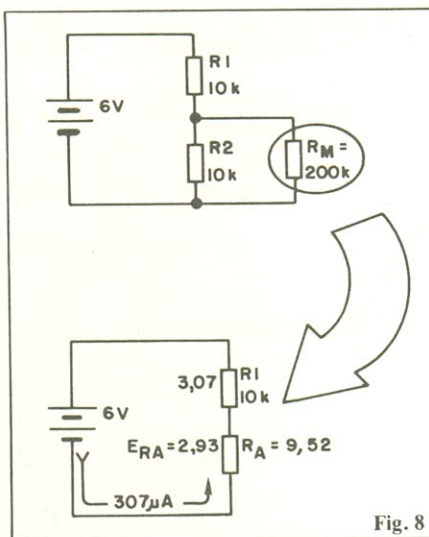 R1
10k
6V
R2
10k
RM =
200k
3,07
R1
10k
6V
ERA=2,93
RA = 9,52
307µA
Fig. 8